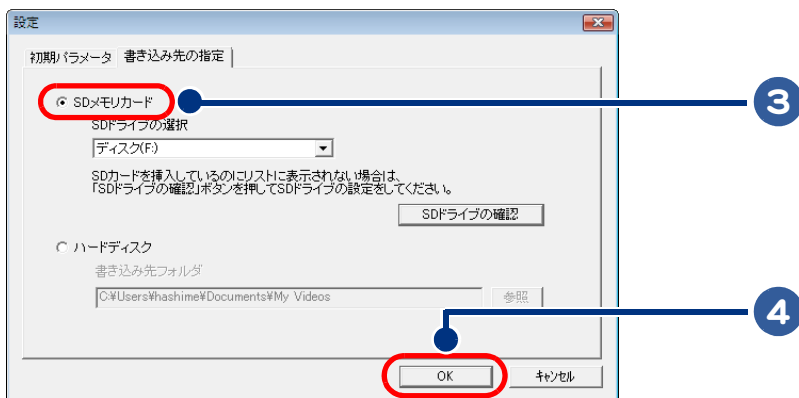 設定
初期パラメータ 書き込み先の指定
SDメモリカード
3
SDドライブの選択
ディスク(F:)
SDカードを挿入しているのにリストに表示されない場合は、
「SDドライブの確認」ボタンを押してSDドライブの設定をしてください。
SDドライブの確認
ハードディスク
書き込み先フォルダ
C:¥Users¥hashime¥Documents¥My Videos 参照
4
OK キャンセル